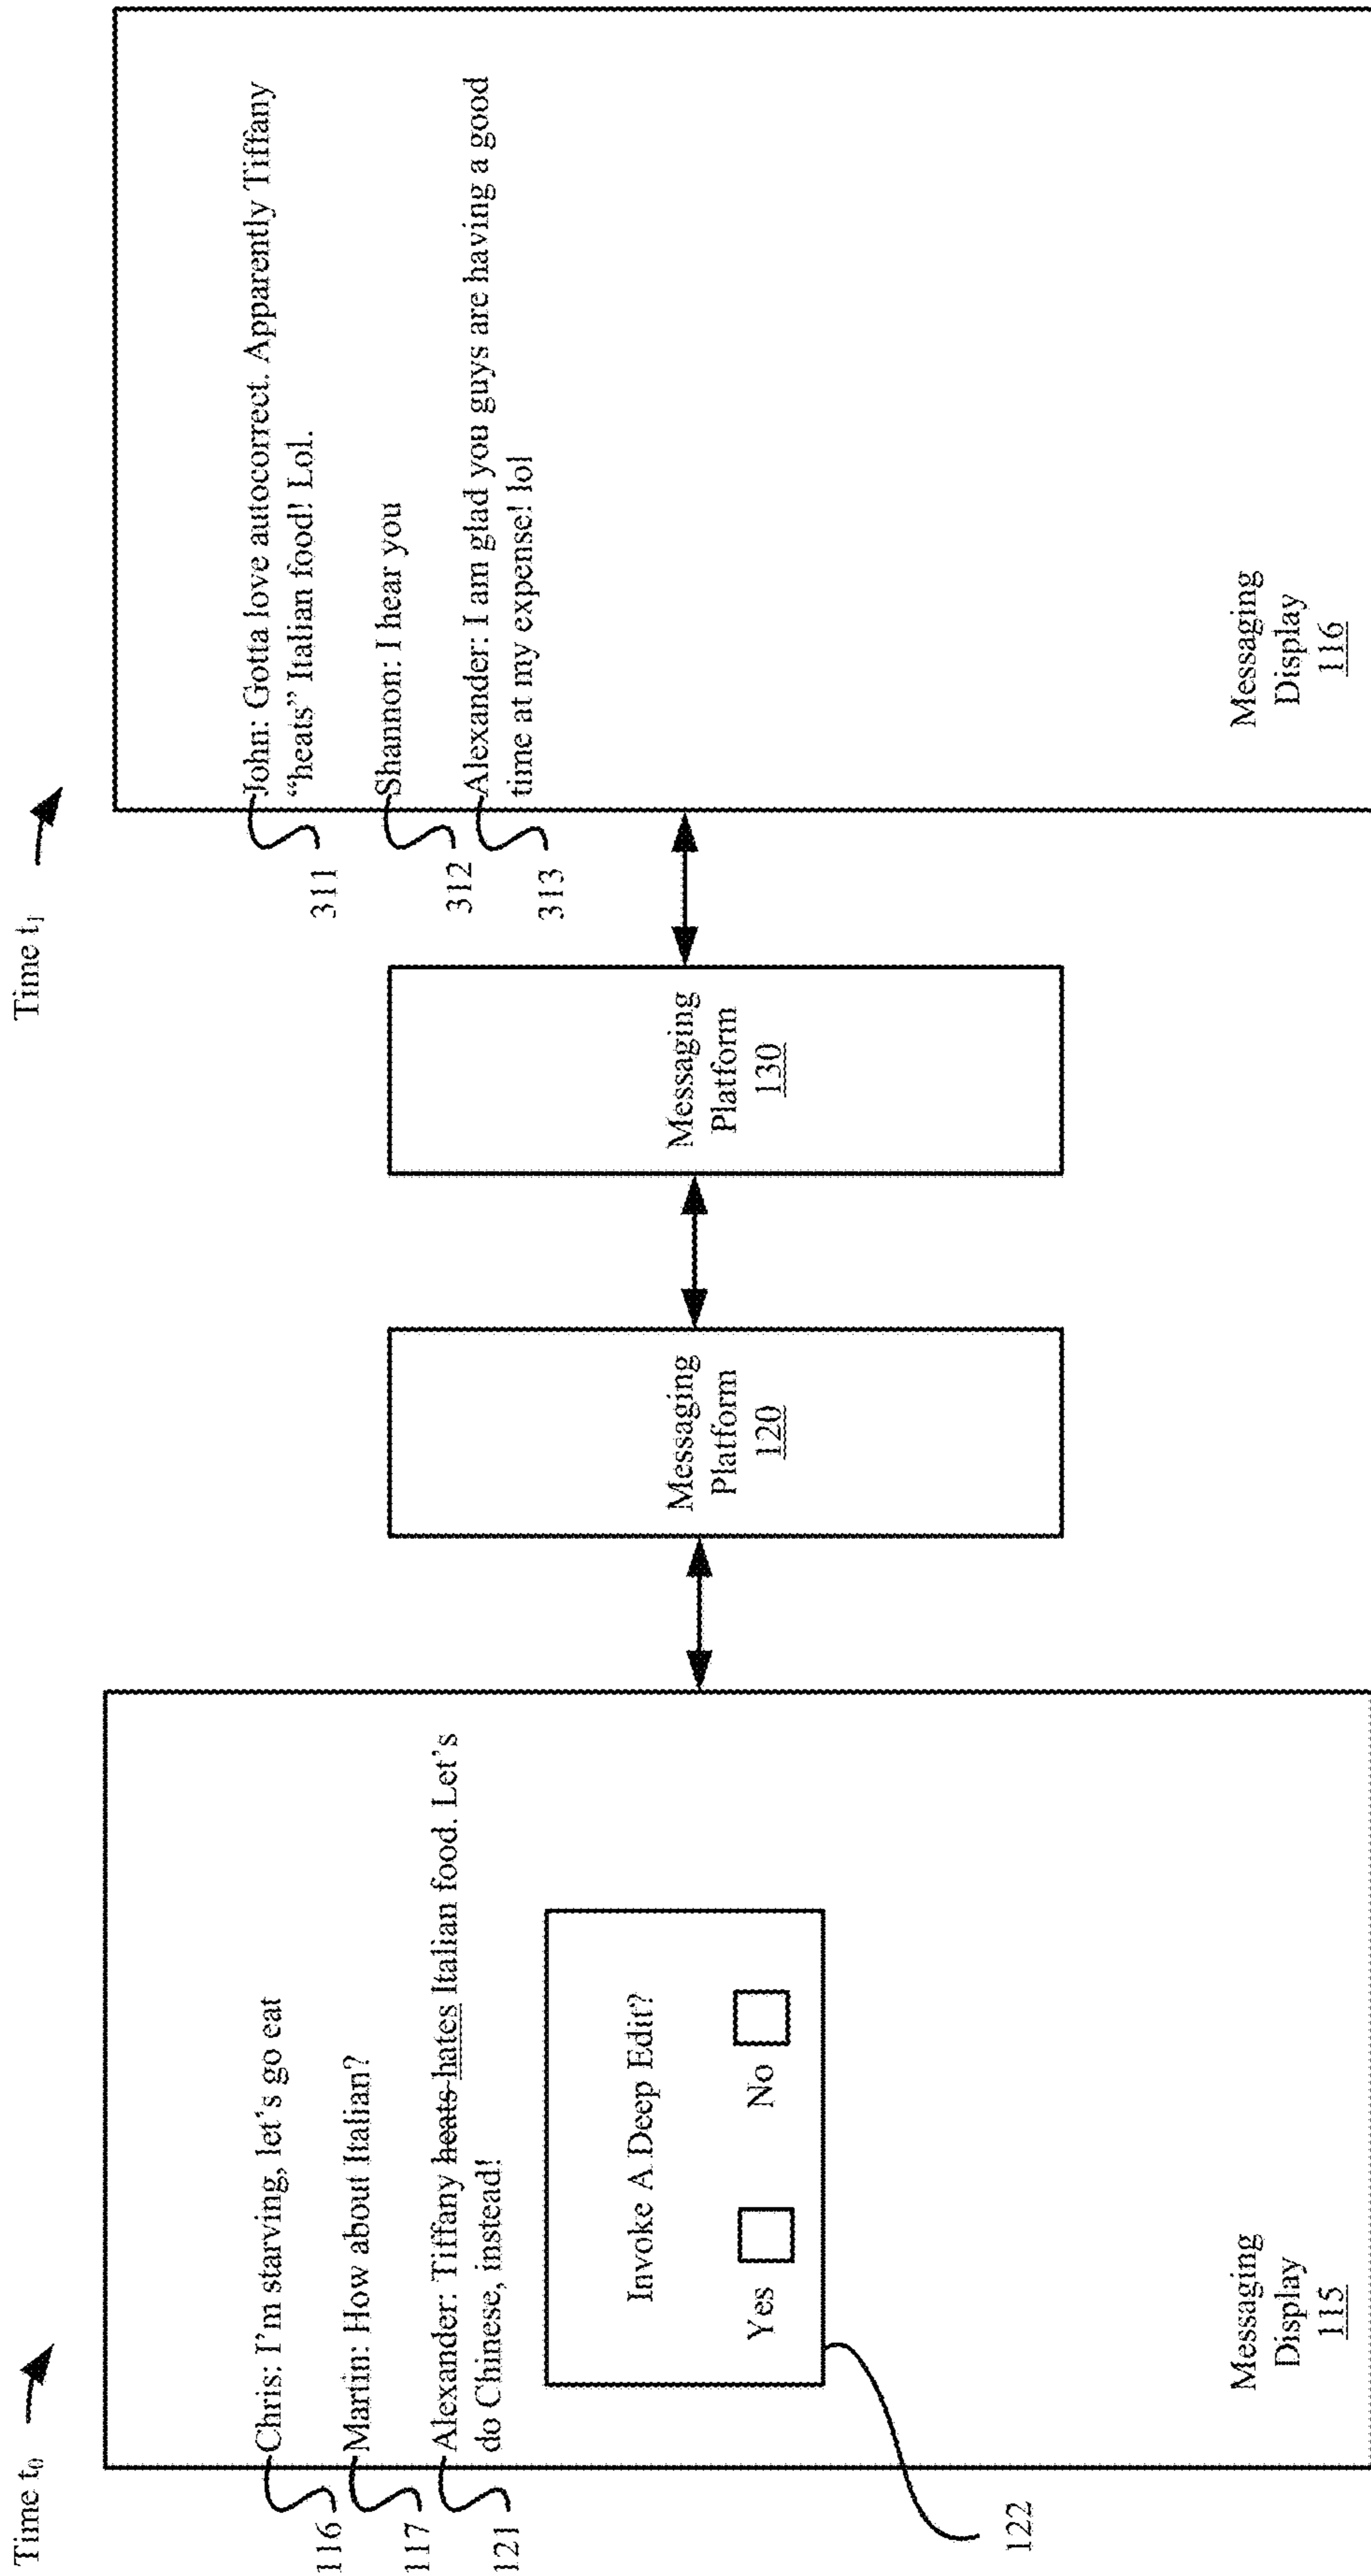 Time t0
116
Chris: I'm starving, let's go eat
117
Martin: How about Italian?
121
Alexander: Tiffany heats hates Italian food. Let's
do Chinese, instead!
Invoke A Deep Edit?
Yes
No
122
Messaging
Display
115
Messaging
Platform
120
Messaging
Platform
130
Time t1
311
John: Gotta love autocorrect. Apparently Tiffany
“heats” Italian food! Lol.
312
Shannon: I hear you
313
Alexander: I am glad you guys are having a good
time at my expense! lol
Messaging
Display
116